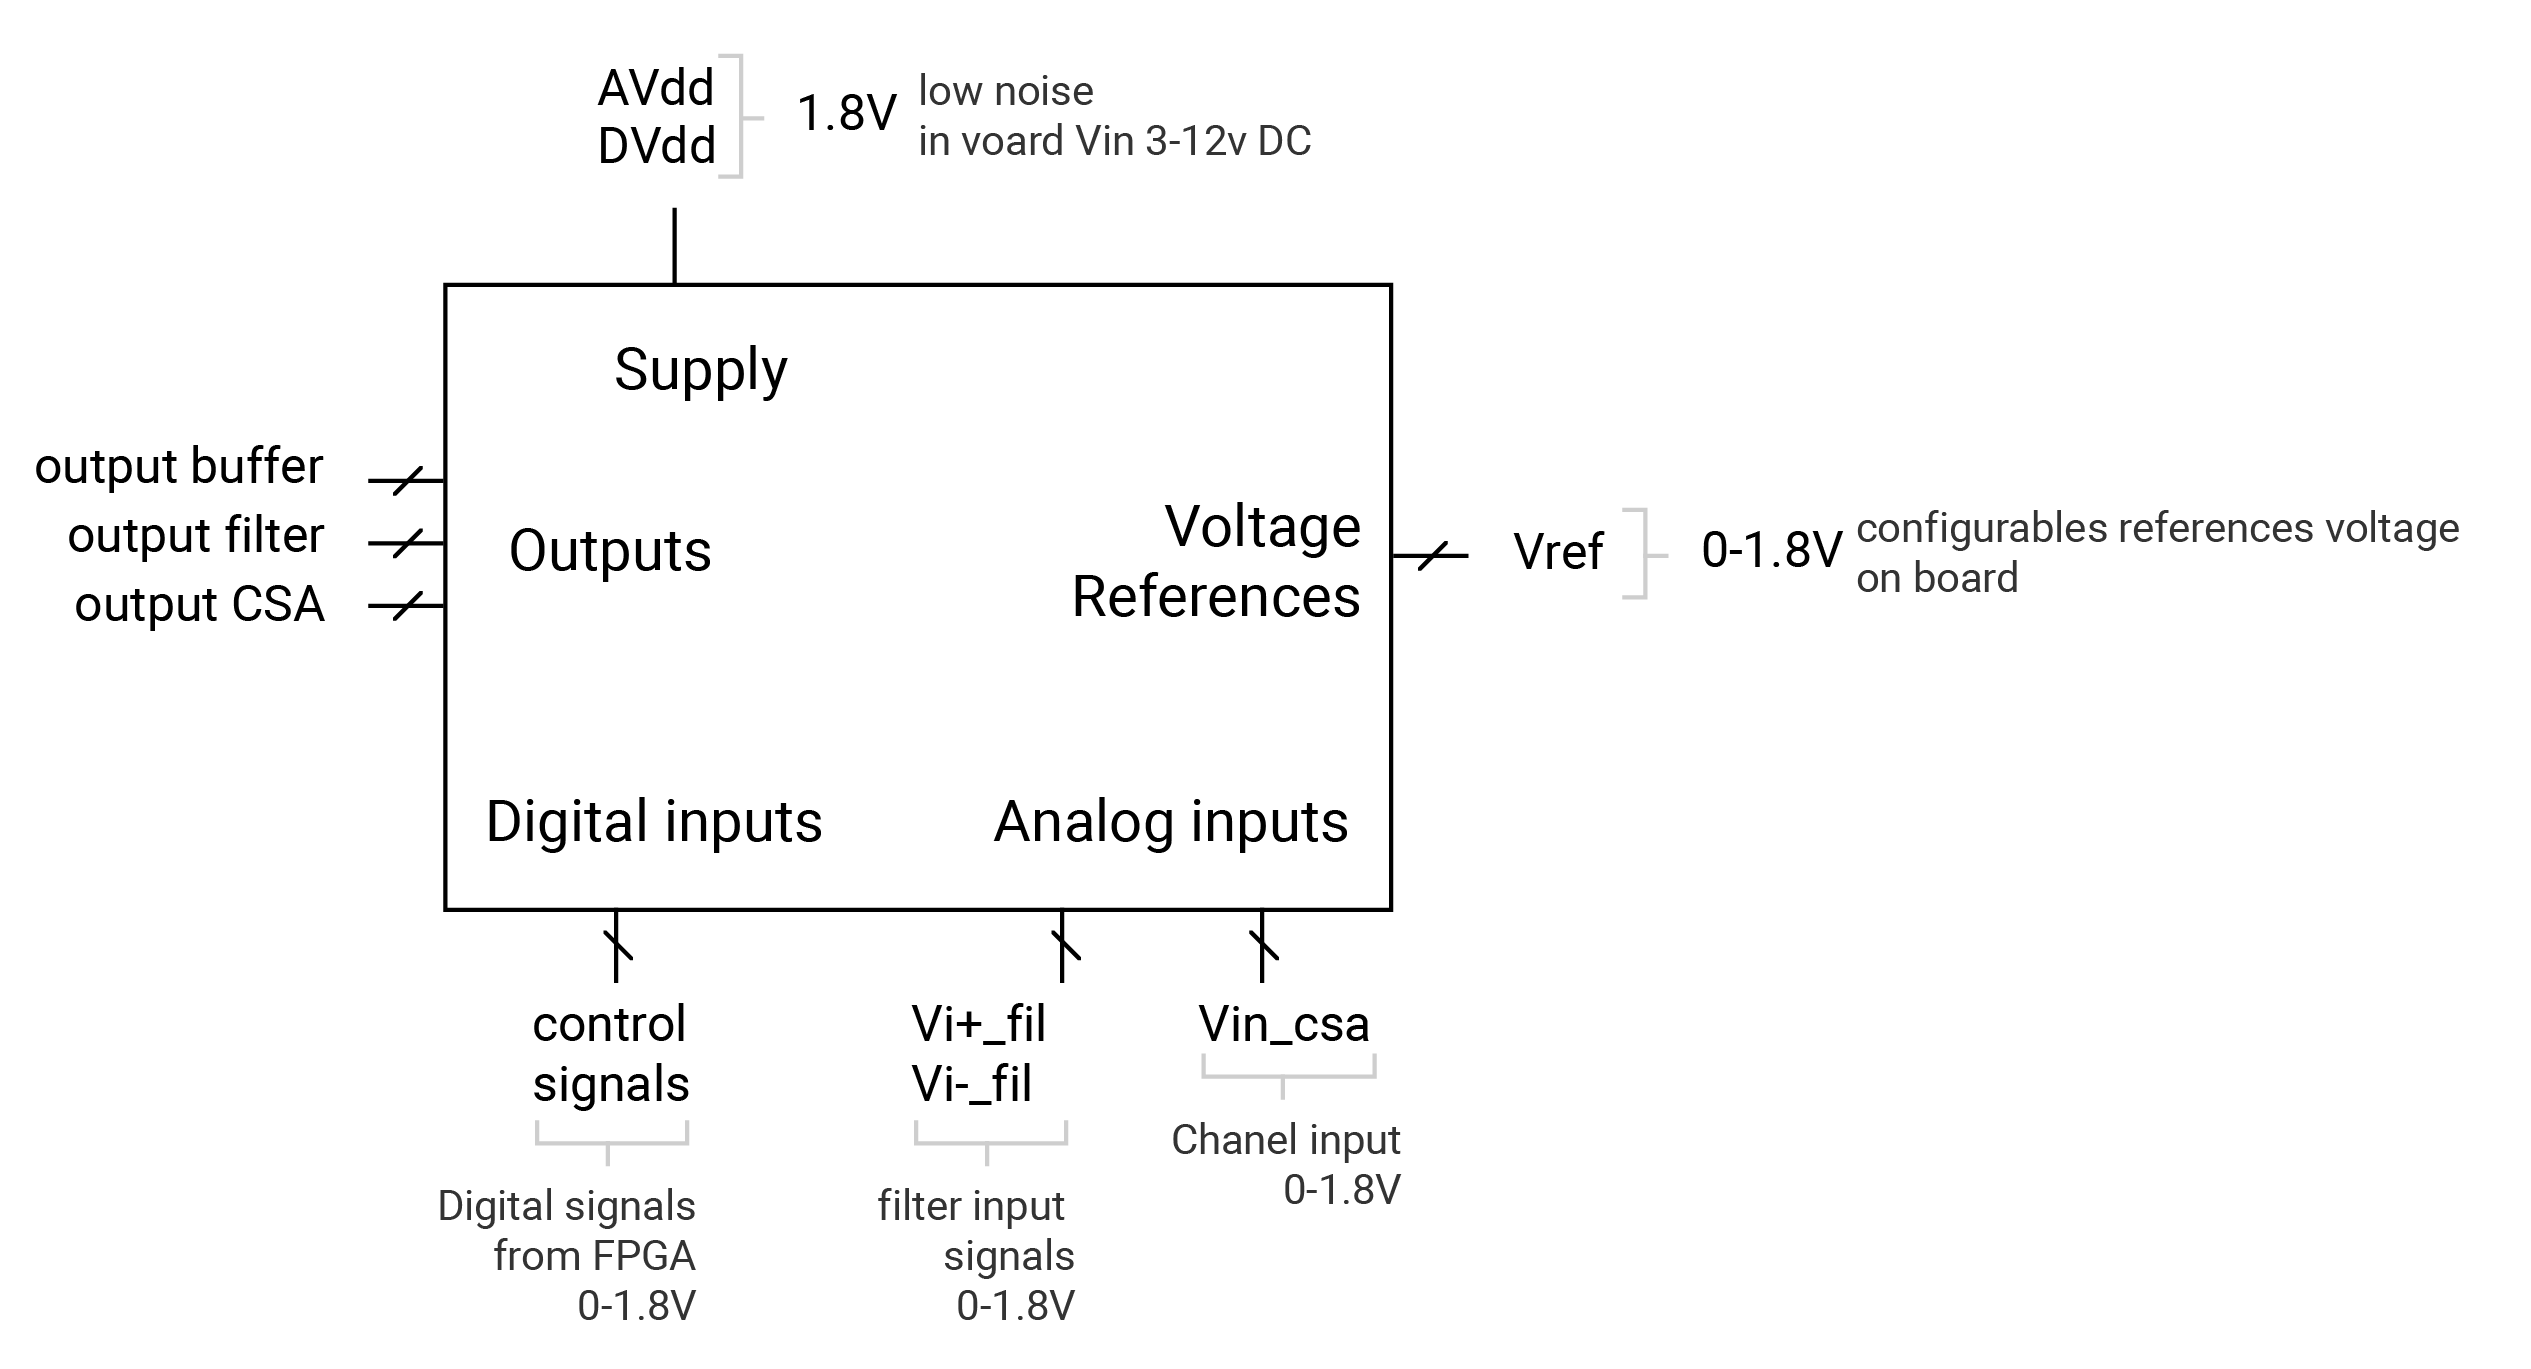 AVdd
DVdd
1.8V
low noise
in voard Vin 3-12v DC
Supply
output buffer
output filter
output CSA
Outputs
Voltage
References
Vref
0-1.8V
configurables references voltage
on board
Digital inputs
Analog inputs
control
signals
Digital signals
from FPGA
0-1.8V
Vi+_fil
Vi-_fil
filter input
signals
0-1.8V
Vin_csa
Chanel input
0-1.8V